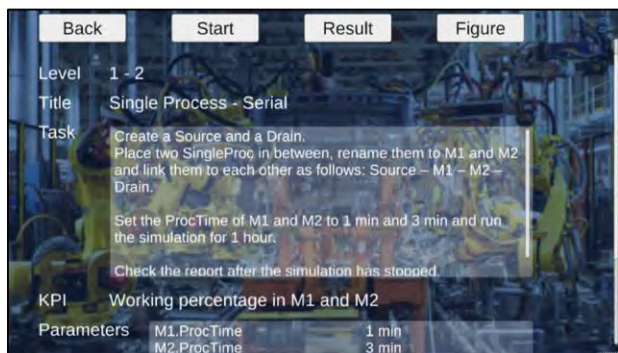 Back Start Result Figure
Level 1 - 2
Title Single Process - Serial
Task Create a Source and a Drain.
Place two SingleProc in between, rename them to M1 and M2
and link them to each other as follows: Source – M1 – M2 –
Drain.
Set the ProcTime of M1 and M2 to 1 min and 3 min and run
the simulation for 1 hour.
Check the report after the simulation has stopped.
KPI Working percentage in M1 and M2
Parameters M1.ProcTime 1 min
M2.ProcTime 3 min